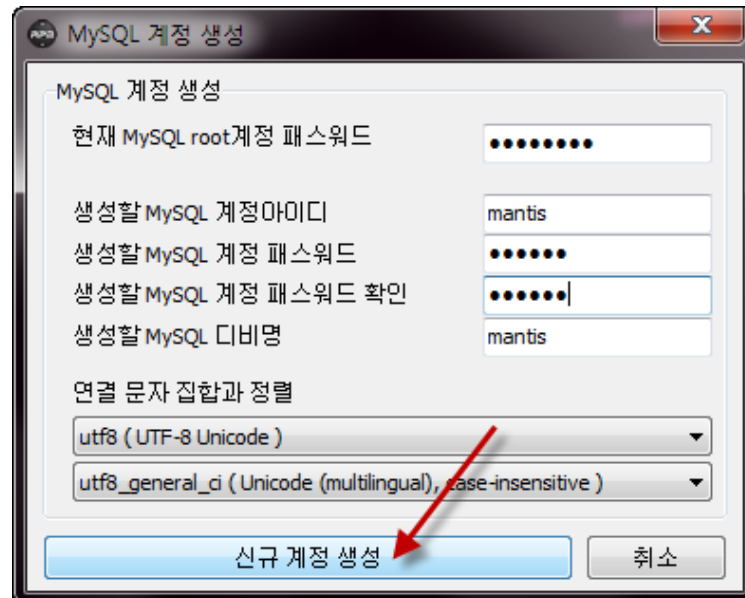 MySQL 계정 생성
MySQL 계정 생성
현재 MySQL root계정 패스워드
●●●●●●●●
생성할 MySQL 계정아이디
mantis
생성할 MySQL 계정 패스워드
●●●●●●
생성할 MySQL 계정 패스워드 확인
●●●●●●
생성할 MySQL 디비명
mantis
연결 문자 집합과 정렬
utf8 ( UTF-8 Unicode )
utf8_general_ci ( Unicode (multilingual), case-insensitive )
신규 계정 생성
취소